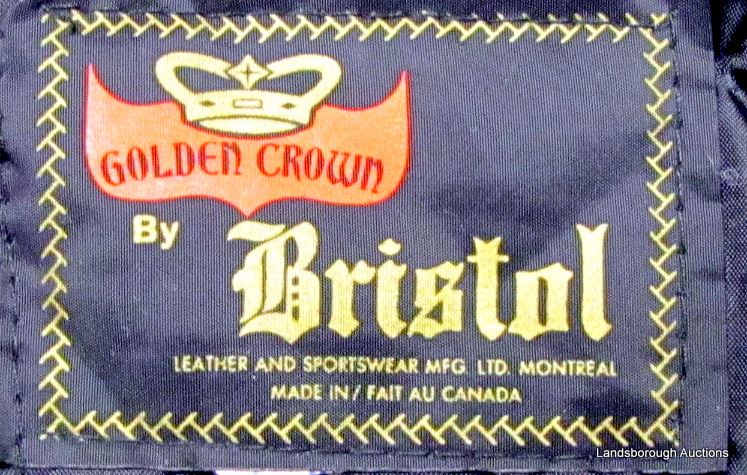 GOLDEN CROWN
By
Bristol
LEATHER AND SPORTSWEAR MFG. LTD. MONTREAL
MADE IN / FAIT AU CANADA
Landsborough Auctions